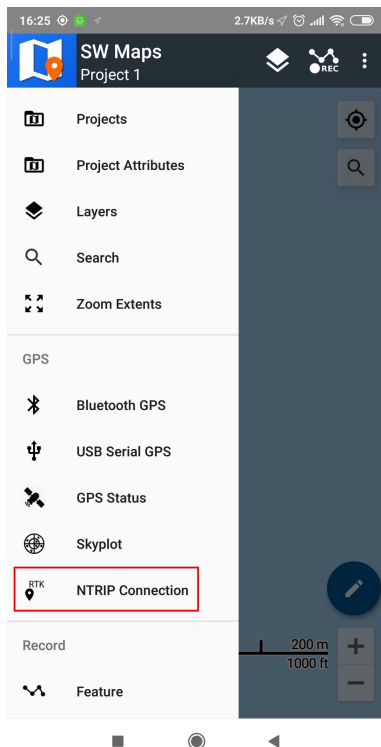 16:25
2.7KB/s
SW Maps
Project 1
REC
Projects
Project Attributes
Layers
Search
Zoom Extents
GPS
Bluetooth GPS
USB Serial GPS
GPS Status
Skyplot
RTK
NTRIP Connection
Record
200 m
1000 ft
Feature